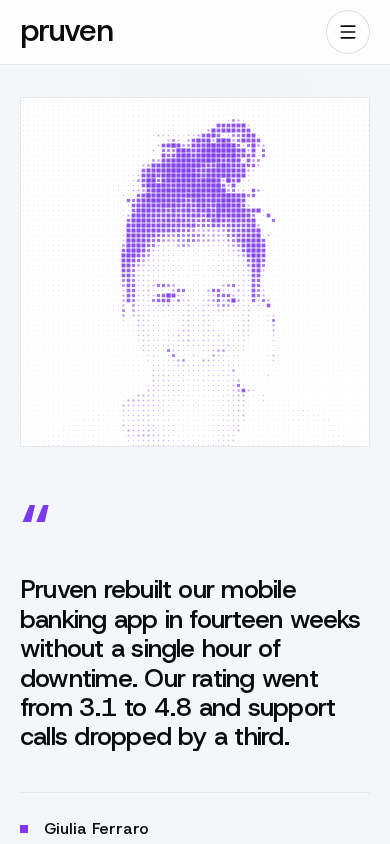 pruven
“
Pruven rebuilt our mobile
banking app in fourteen weeks
without a single hour of
downtime. Our rating went
from 3.1 to 4.8 and support
calls dropped by a third.
Giulia Ferraro